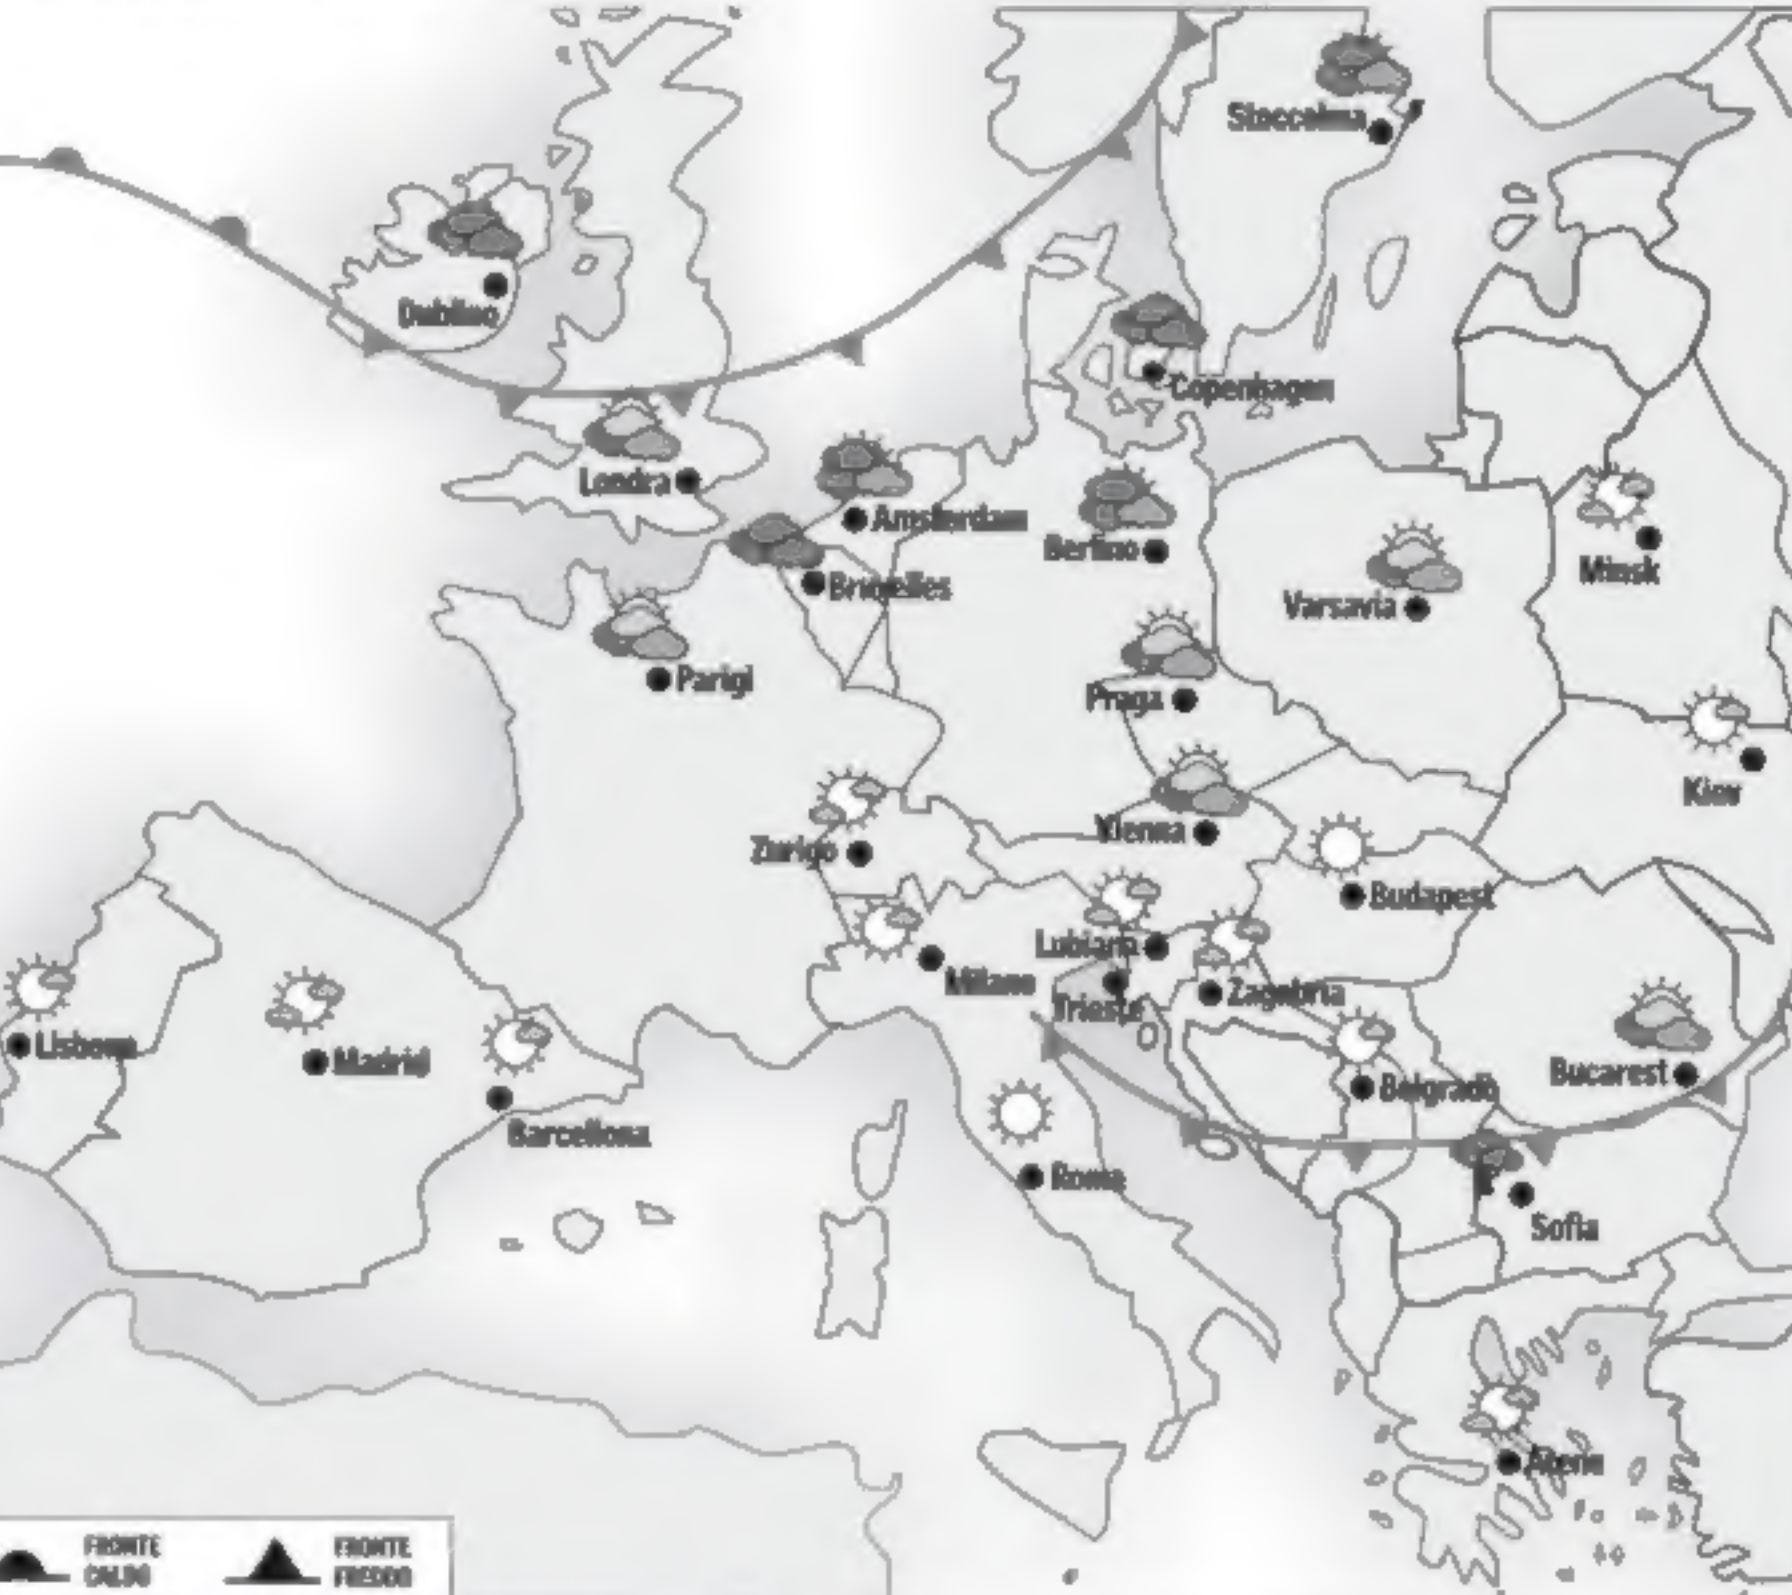 Stoccolma
Dublino
Copenhagen
Londra
Amsterdam
Berlino
Bruxelles
Varsavia
Minsk
Parigi
Praga
Kiev
Vienna
Zurigo
Budapest
Lubiana
Milano
Trieste
Zagabria
Lisbona
Madrid
Belgrado
Bucarest
Barcellona
Roma
Sofia
Atene
FRONTE
CALDO
FRONTE
FREDDO